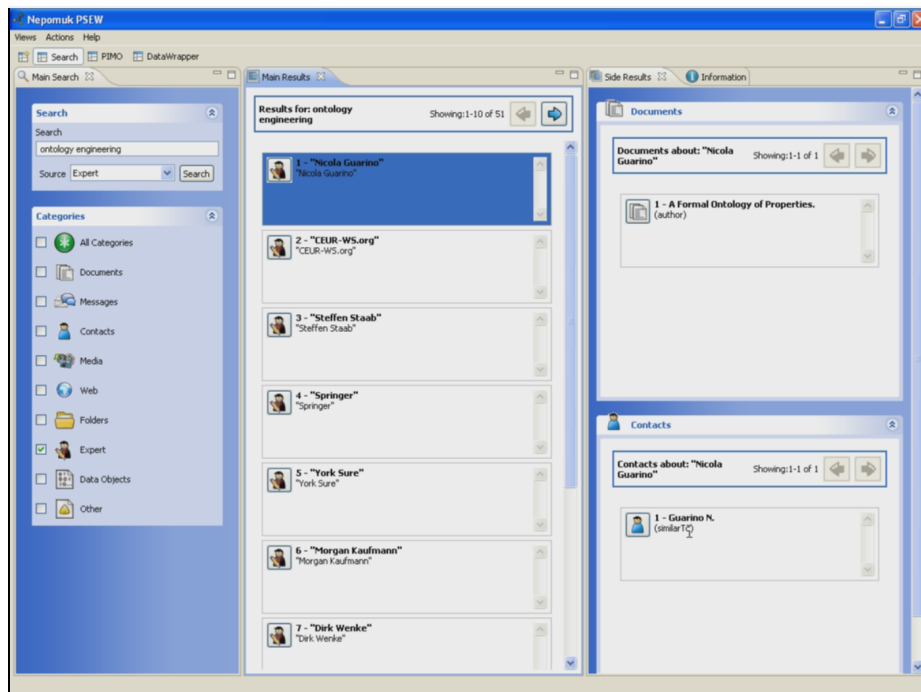 Nepomuk PSEW
Views Actions Help
Search PIMO DataWrapper
Main Search
Search
Search
ontology engineering
Source Expert Search
Categories
All Categories
Documents
Messages
Contacts
Media
Web
Folders
Expert
Data Objects
Other
Main Results
Results for: ontology
engineering
Showing:1-10 of 51
1 - "Nicola Guarino"
"Nicola Guarino"
2 - "CEUR-WS.org"
"CEUR-WS.org"
3 - "Steffen Staab"
"Steffen Staab"
4 - "Springer"
"Springer"
5 - "York Sure"
"York Sure"
6 - "Morgan Kaufmann"
"Morgan Kaufmann"
7 - "Dirk Wenke"
"Dirk Wenke"
Side Results Information
Documents
Documents about: "Nicola
Guarino"
Showing:1-1 of 1
1 - A Formal Ontology of Properties.
(author)
Contacts
Contacts about: "Nicola
Guarino"
Showing:1-1 of 1
1 - Guarino N.
(similarTo)